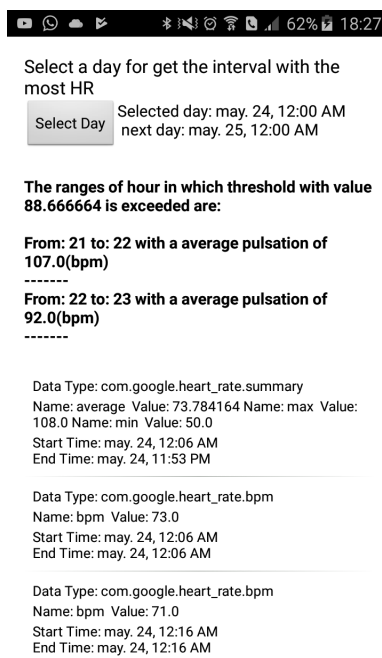 62% 18:27
Select a day for get the interval with the
most HR
Select Day
Selected day: may. 24, 12:00 AM
next day: may. 25, 12:00 AM
The ranges of hour in which threshold with value
88.666664 is exceeded are:
From: 21 to: 22 with a average pulsation of
107.0(bpm)
-------
From: 22 to: 23 with a average pulsation of
92.0(bpm)
-------
Data Type: com.google.heart_rate.summary
Name: average Value: 73.784164 Name: max Value:
108.0 Name: min Value: 50.0
Start Time: may. 24, 12:06 AM
End Time: may. 24, 11:53 PM
Data Type: com.google.heart_rate.bpm
Name: bpm Value: 73.0
Start Time: may. 24, 12:06 AM
End Time: may. 24, 12:06 AM
Data Type: com.google.heart_rate.bpm
Name: bpm Value: 71.0
Start Time: may. 24, 12:16 AM
End Time: may. 24, 12:16 AM